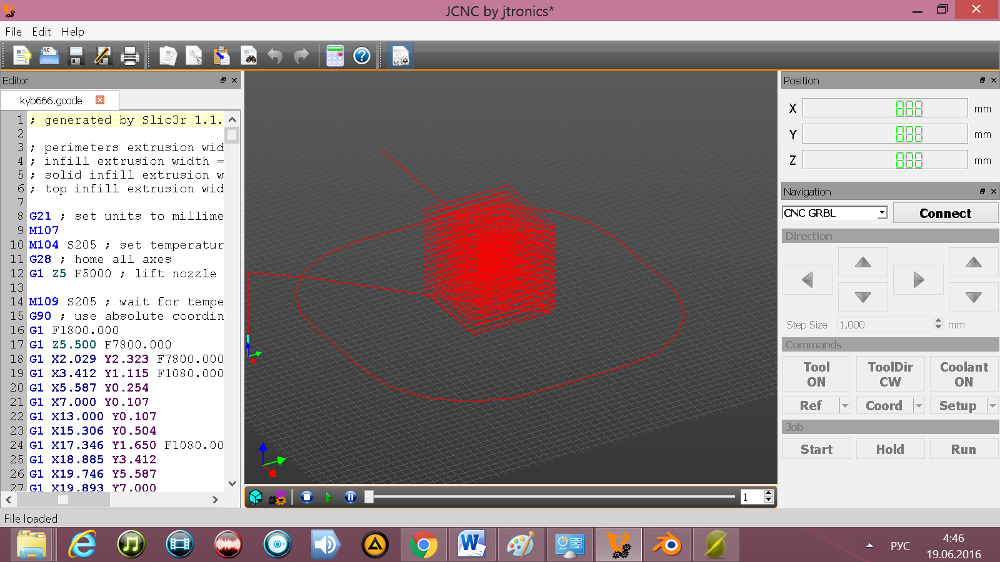 JCNC by jtronics*
File Edit Help
NC
NC
Editor
kyb666.gcode
1 ; generated by Slic3r 1.1.
2
3 ; perimeters extrusion wid
4 ; infill extrusion width =
5 ; solid infill extrusion w
6 ; top infill extrusion wid
7
8 G21 ; set units to millime
9 M107
10 M104 S205 ; set temperatur
11 G28 ; home all axes
12 G1 Z5 F5000 ; lift nozzle
13
14 M109 S205 ; wait for tempe
15 G90 ; use absolute coordin
16 G1 F1800.000
17 G1 Z5.500 F7800.000
18 G1 X2.029 Y2.323 F7800.000
19 G1 X3.412 Y1.115 F1080.000
20 G1 X5.587 Y0.254
21 G1 X7.000 Y0.107
22 G1 X13.000 Y0.107
23 G1 X15.306 Y0.504
24 G1 X17.346 Y1.650 F1080.00
25 G1 X18.885 Y3.412
26 G1 X19.746 Y5.587
27 G1 X19.893 Y7.000
1
Position
X mm
Y mm
Z mm
Navigation
CNC GRBL
Connect
Direction
Step Size 1,000 mm
Commands
Tool ON
ToolDir CW
Coolant ON
Ref
Coord
Setup
Job
Start
Hold
Run
File loaded
РУС
4:46
19.06.2016